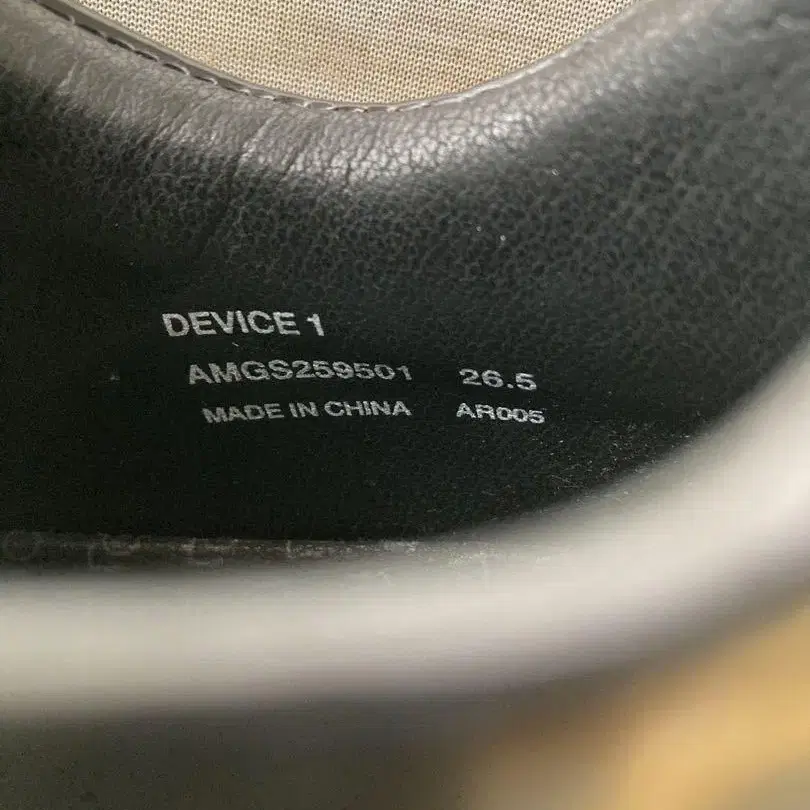 DEVICE 1
AMGS259501 26.5
MADE IN CHINA AR005